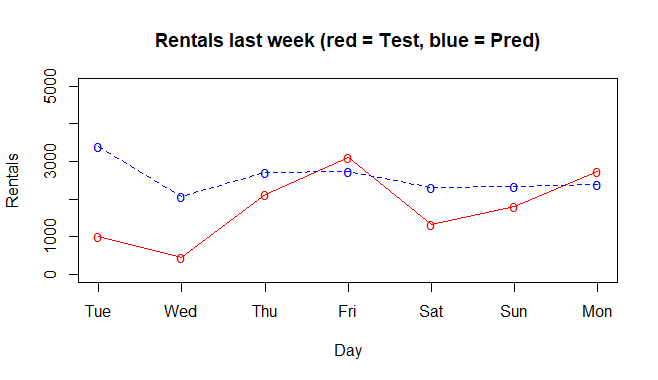 Rentals last week (red = Test, blue = Pred)
Rentals
5000
3000
1000
0
Tue Wed Thu Fri Sat Sun Mon
Day